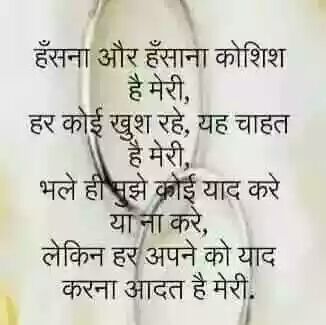 हँसना और हँसाना कोशिश
है मेरी,
हर कोई खुश रहे, यह चाहत
है मेरी,
भले ही मुझे कोई याद करे
या ना करे,
लेकिन हर अपने को याद
करना आदत है मेरी.